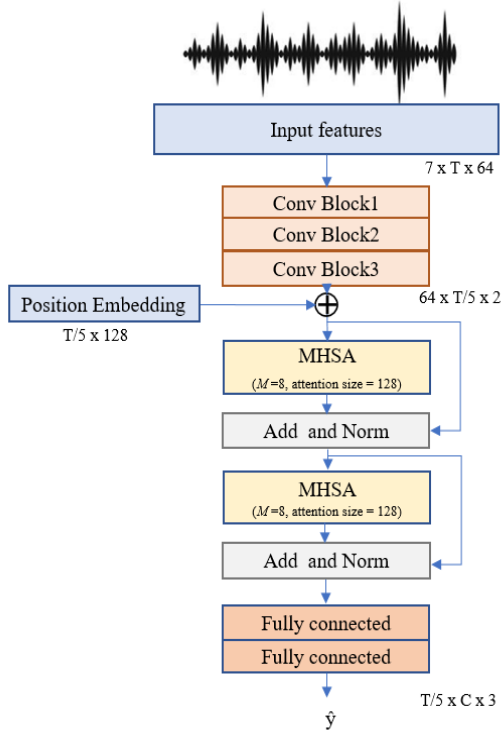 Input features
7 x T x 64
Conv Block1
Conv Block2
Conv Block3
64 x T/5 x 2
Position Embedding
T/5 x 128
MHSA
(M=8, attention size = 128)
Add and Norm
MHSA
(M=8, attention size = 128)
Add and Norm
Fully connected
Fully connected
T/5 x C x 3
ŷ